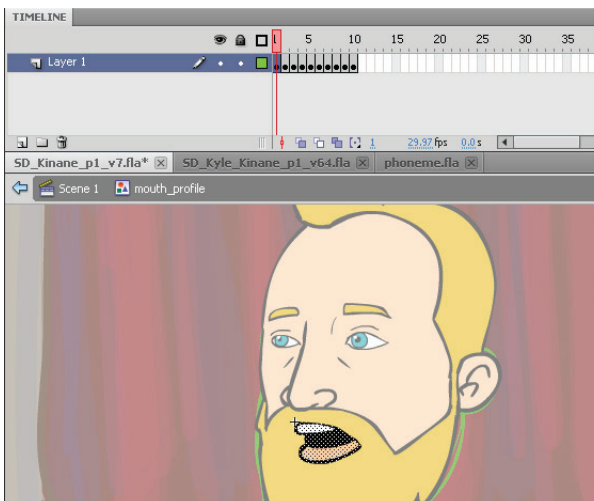 TIMELINE
1 5 10 15 20 25 30 35
Layer 1
1 29.97 fps 0.0 s
SD_Kinane_p1_v7.fla* SD_Kyle_Kinane_p1_v64.fla phoneme.fla
Scene 1 mouth_profile